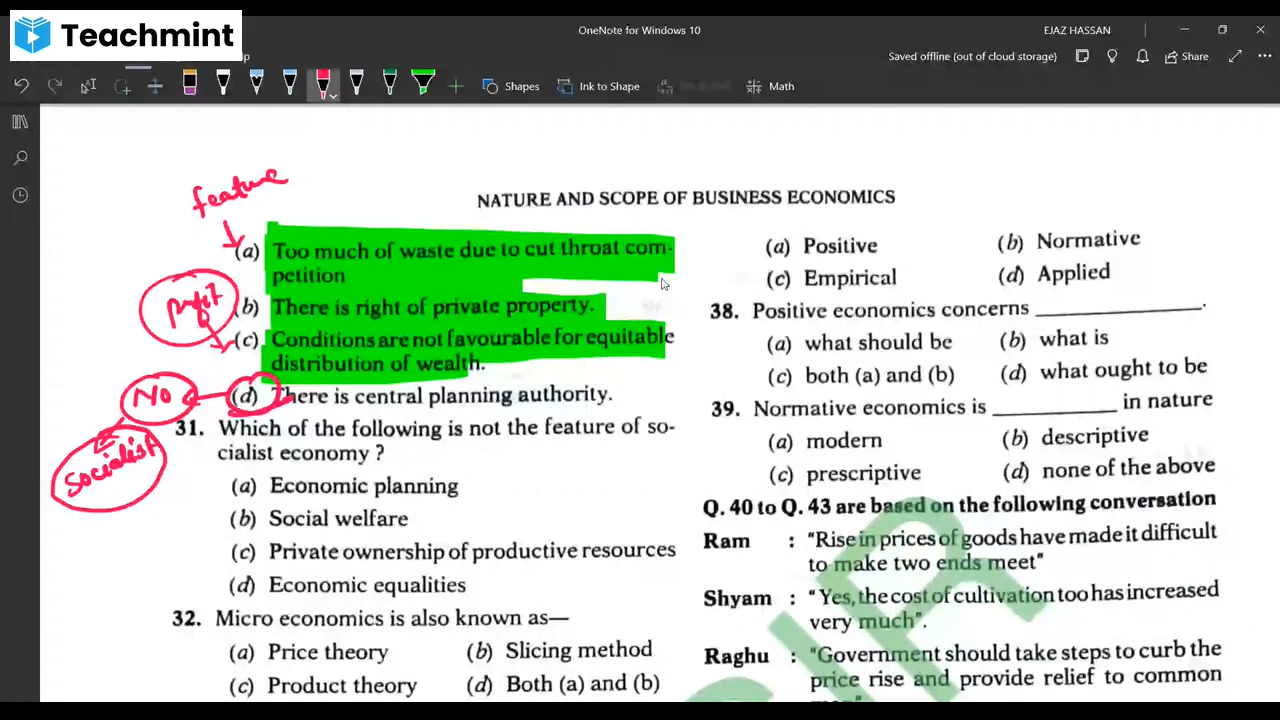 Teachmint
OneNote for Windows 10
EJAZ HASSAN
Saved offline (out of cloud storage)
Share
Shapes
Ink to Shape
Math
feature
profit
No
Socialist
NATURE AND SCOPE OF BUSINESS ECONOMICS
(a) Too much of waste due to cut throat com-
petition
(b) There is right of private property.
(c) Conditions are not favourable for equitable
distribution of wealth.
(d) There is central planning authority.
31. Which of the following is not the feature of so-
cialist economy ?
(a) Economic planning
(b) Social welfare
(c) Private ownership of productive resources
(d) Economic equalities
32. Micro economics is also known as—
(a) Price theory (b) Slicing method
(c) Product theory (d) Both (a) and (b)
(a) Positive (b) Normative
(c) Empirical (d) Applied
38. Positive economics concerns ____________.
(a) what should be (b) what is
(c) both (a) and (b) (d) what ought to be
39. Normative economics is _________ in nature
(a) modern (b) descriptive
(c) prescriptive (d) none of the above
Q. 40 to Q. 43 are based on the following conversation
Ram : "Rise in prices of goods have made it difficult
to make two ends meet"
Shyam : "Yes, the cost of cultivation too has increased
very much".
Raghu : "Government should take steps to curb the
price rise and provide relief to common